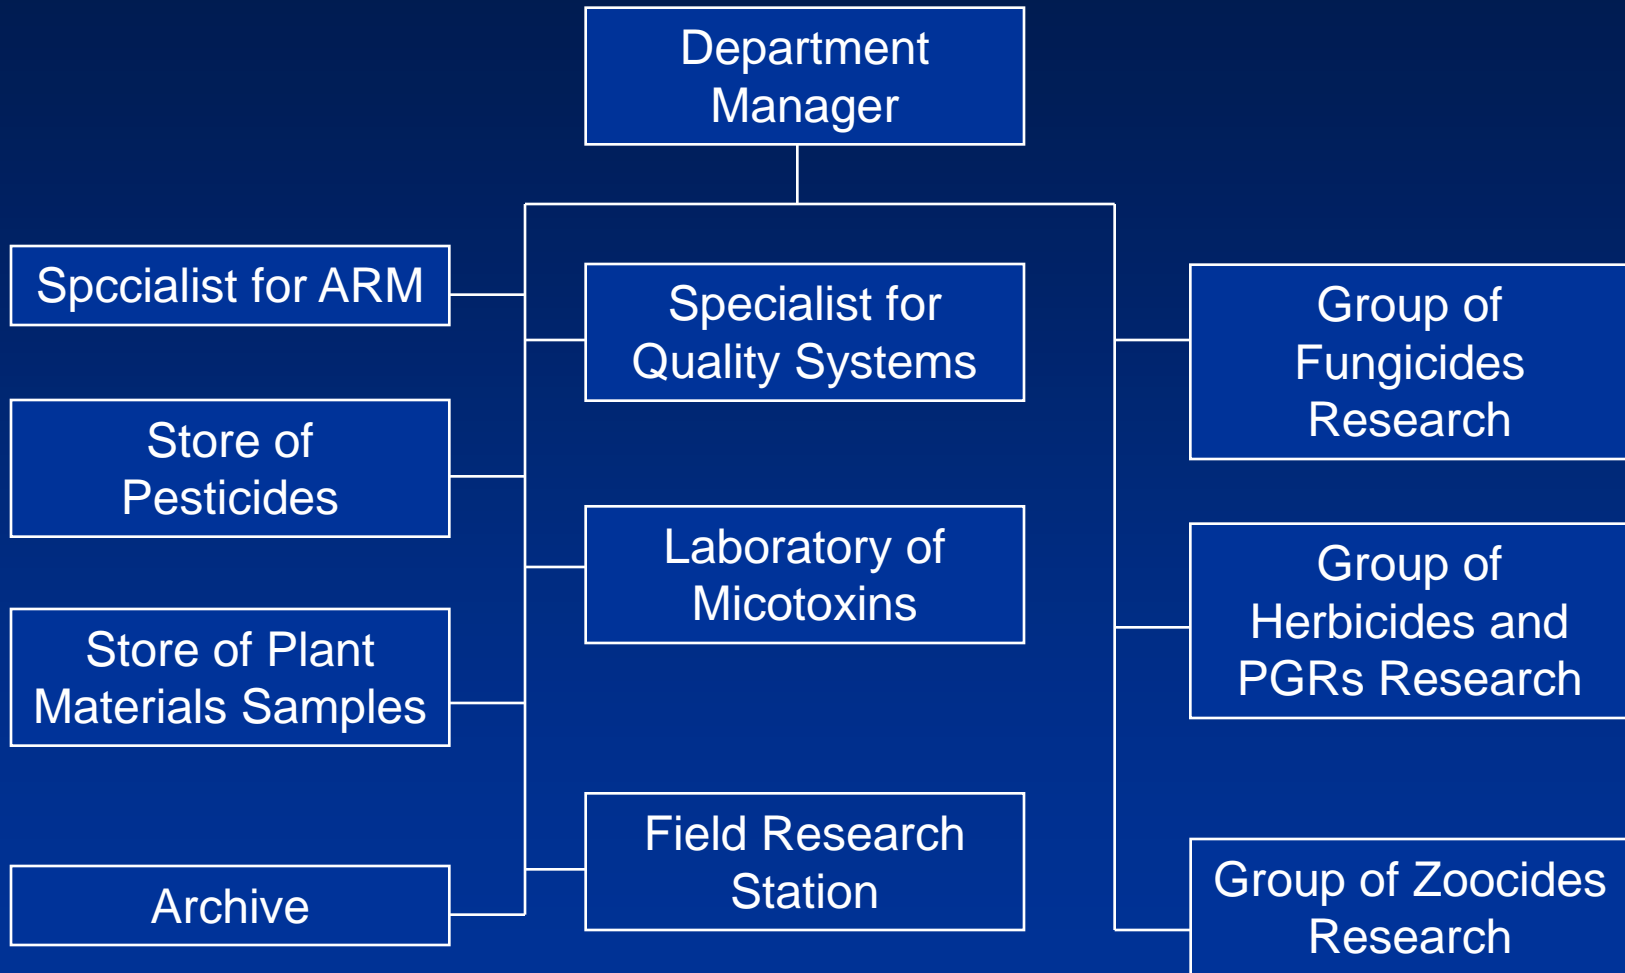 Department
Manager
Spccialist for ARM
Store of
Pesticides
Store of Plant
Materials Samples
Archive
Specialist for
Quality Systems
Laboratory of
Micotoxins
Field Research
Station
Group of
Fungicides
Research
Group of
Herbicides and
PGRs Research
Group of Zoocides
Research